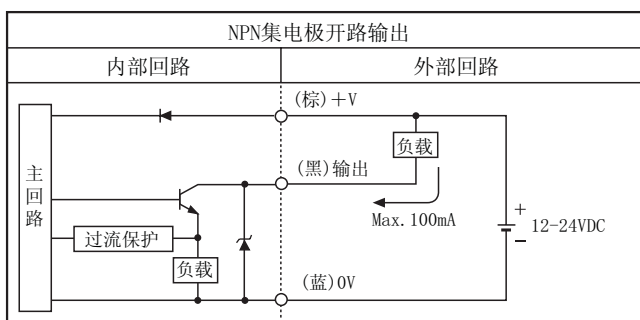 NPN集电极开路输出
内部回路
外部回路
(棕)＋V
负载
主回路
(黑)输出
Max.100mA
+
12-24VDC
−
过流保护
负载
(蓝)0V